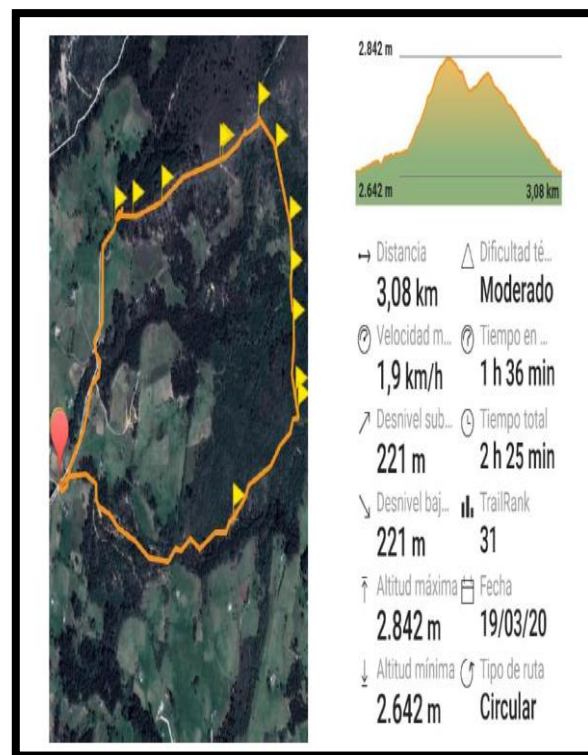 2.842 m
2.642 m 3,08 km
Distancia
3,08 km
Dificultad té...
Moderado
Velocidad m...
1,9 km/h
Tiempo en ...
1 h 36 min
Desnivel sub...
221 m
Tiempo total
2 h 25 min
Desnivel baj...
221 m
TrailRank
31
Altitud máxima
2.842 m
Fecha
19/03/20
Altitud mínima
2.642 m
Tipo de ruta
Circular